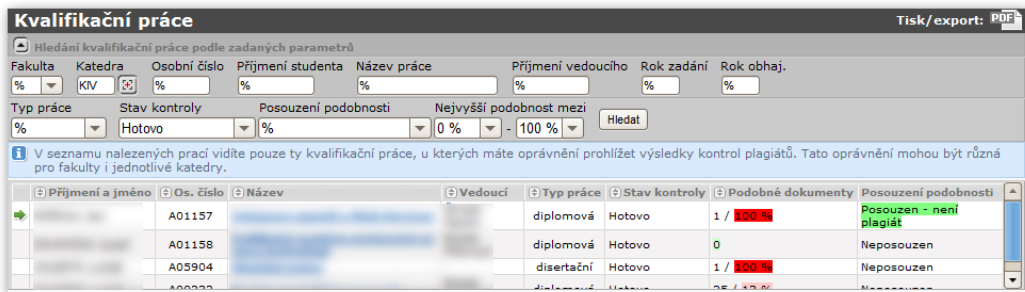 Kvalifikační práce Tisk/export: PDF
Hledání kvalifikační práce podle zadaných parametrů
Fakulta Katedra Osobní číslo Příjmení studenta Název práce Příjmení vedoucího Rok zadání Rok obhaj.
% KIV % % % % % %
Typ práce Stav kontroly Posouzení podobnosti Nejvyšší podobnost mezi
% Hotovo % 0 % - 100 % Hledat
V seznamu nalezených prací vidíte pouze ty kvalifikační práce, u kterých máte oprávnění prohlížet výsledky kontrol plagiátů. Tato oprávnění mohou být různá
pro fakulty i jednotlivé katedry.
Příjmení a jméno Os. číslo Název Vedoucí Typ práce Stav kontroly Podobné dokumenty Posouzení podobnosti
A01157 diplomová Hotovo 1 / 100 % Posouzen - není
plagiát
A01158 diplomová Hotovo 0 Neposouzen
A05904 disertační Hotovo 1 / 100 % Neposouzen
diplomová Hotovo 25 / 12 % Neposouzen